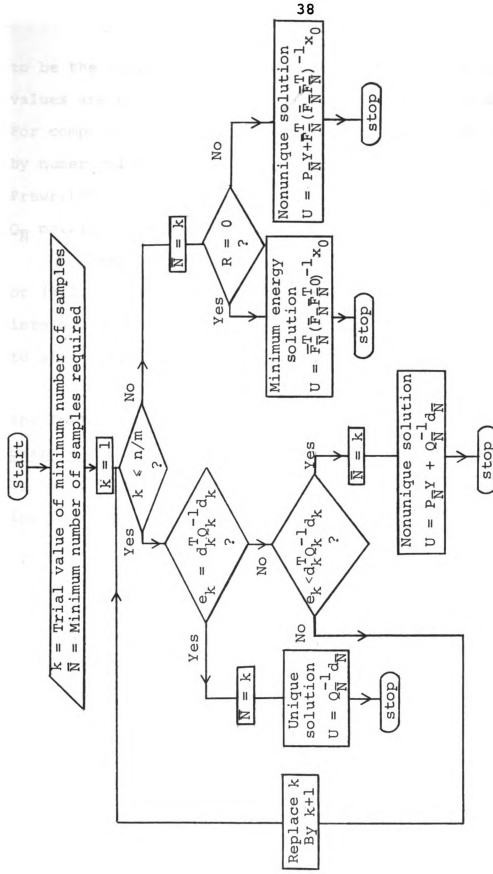 38
Start
k = Trial value of minimum number of samples
N̄ = Minimum number of samples required
k = 1
k ⩽ n/m
?
Yes
No
e_k = d_k^T Q_k^-1 d_k
?
Yes
No
N̄ = k
Unique
solution
U = Q_N̄^-1 d_N̄
stop
e_k < d_k^T Q_k^-1 d_k
?
Yes
No
N̄ = k
Nonunique solution
U = P_N̄ Y + Q_N̄^-1 d_N̄
stop
Replace k
By k+1
N̄ = k
R = 0
?
Yes
No
Minimum energy
solution
U = F_N̄^T (F_N̄ F_N̄^T 0)^-1 x_0
stop
Nonunique solution
U = P_N̄ Y + F_N̄^T (F_N̄ F_N̄^T)^-1 x_0
stop
to be the
values are
For comp
by numer
or
to